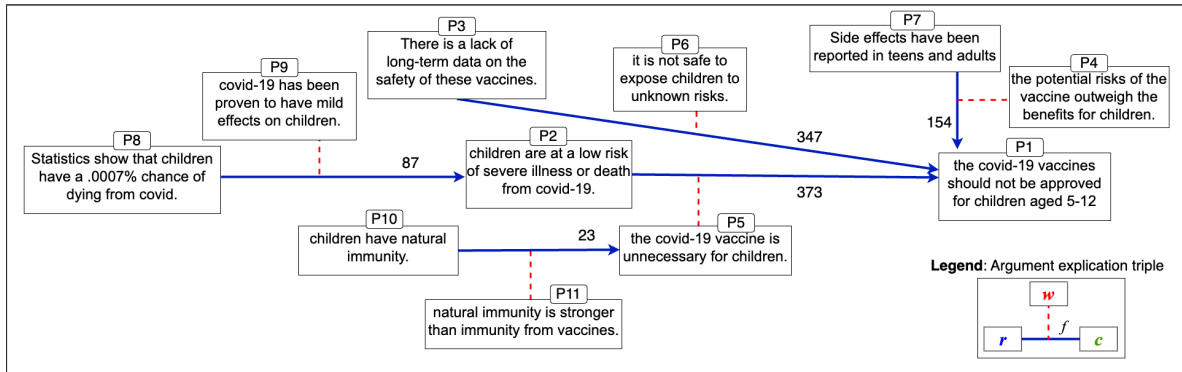 P3
There is a lack of
long-term data on the
safety of these vaccines.
P6
it is not safe to
expose children to
unknown risks.
P7
Side effects have been
reported in teens and adults
P4
the potential risks of the
vaccine outweigh the
benefits for children.
P9
covid-19 has been
proven to have mild
effects on children.
347
154
P8
Statistics show that children
have a .0007% chance of
dying from covid.
87
P2
children are at a low risk
of severe illness or death
from covid-19.
373
P1
the covid-19 vaccines
should not be approved
for children aged 5-12
P10
children have natural
immunity.
23
P5
the covid-19 vaccine is
unnecessary for children.
P11
natural immunity is stronger
than immunity from vaccines.
Legend: Argument explication triple
w
r
f
c